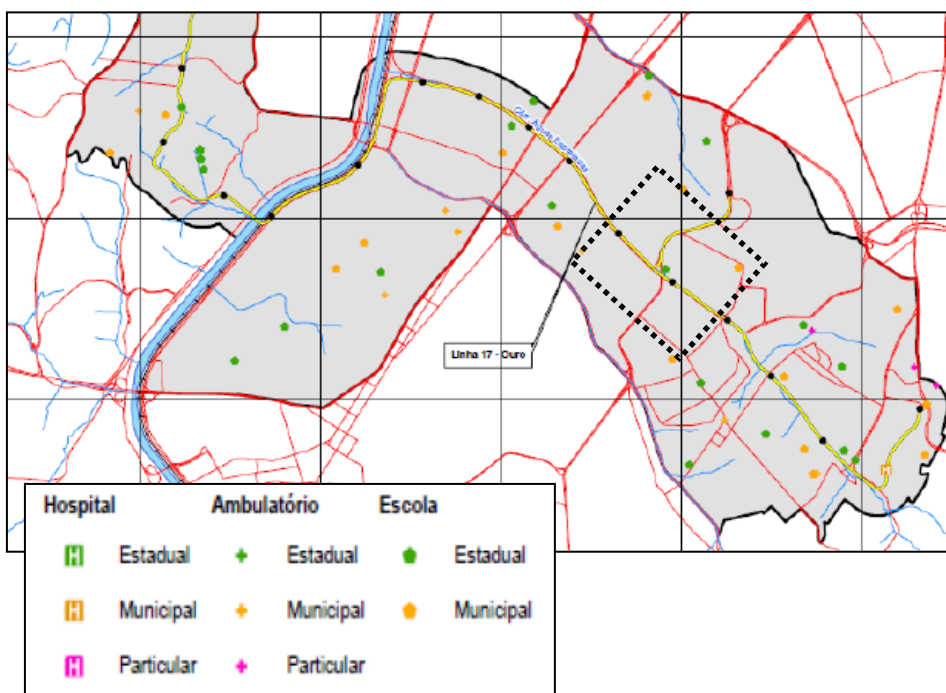 Linha 17 - Ouro
Hospital Ambulatório Escola
H Estadual Estadual Estadual
H Municipal Municipal Municipal
H Particular Particular
H